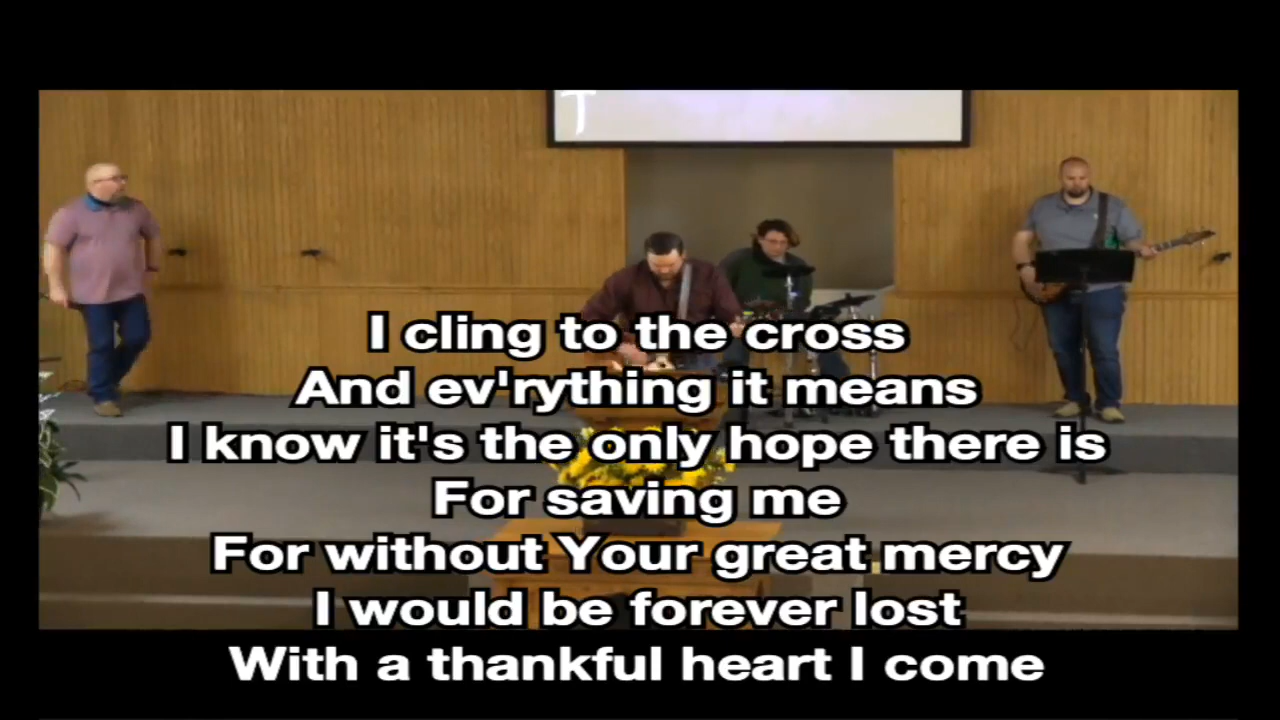 T
I cling to the cross
And ev'rything it means
I know it's the only hope there is
For saving me
For without Your great mercy
I would be forever lost
With a thankful heart I come